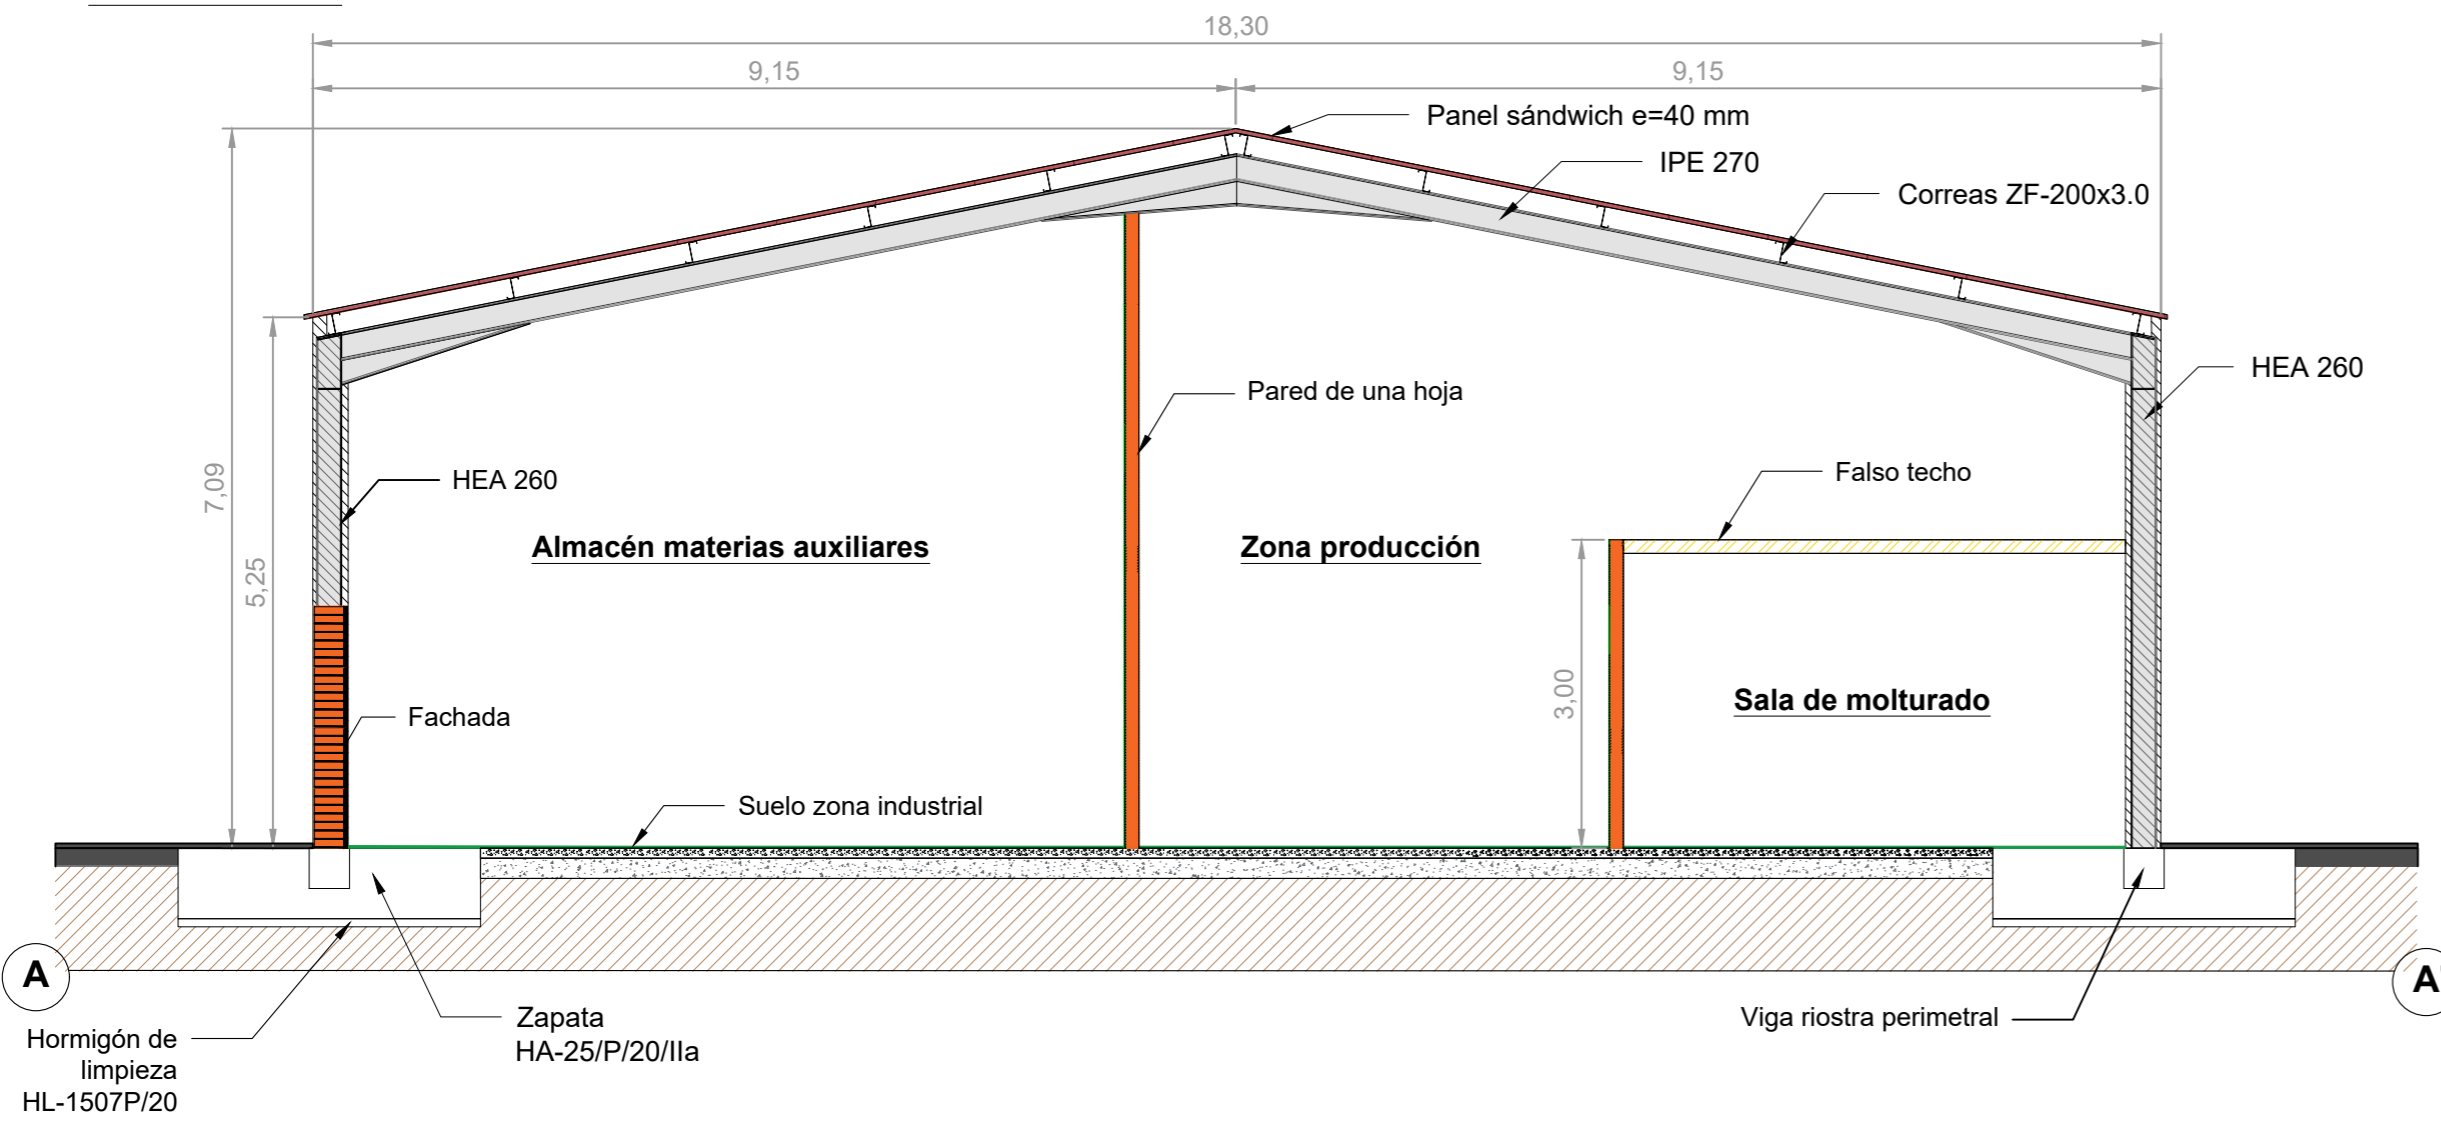 18,30
9,15
9,15
Panel sándwich e=40 mm
IPE 270
Correas ZF-200x3.0
HEA 260
Pared de una hoja
HEA 260
Falso techo
7,09
5,25
Almacén materias auxiliares
Zona producción
3,00
Sala de molturado
Fachada
Suelo zona industrial
A
A'
Zapata
HA-25/P/20/IIa
Viga riostra perimetral
Hormigón de
limpieza
HL-1507P/20